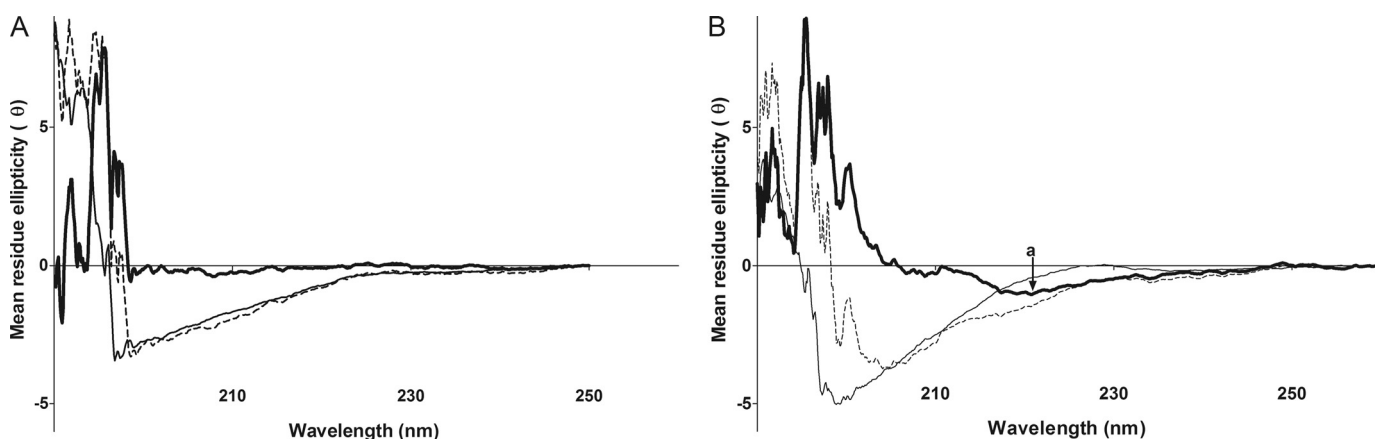 A
Mean residue ellipticity ( θ)
5
0
-5
210
230
250
Wavelength (nm)
B
Mean residue ellipticity ( θ)
5
0
-5
a
210
230
250
Wavelength (nm)